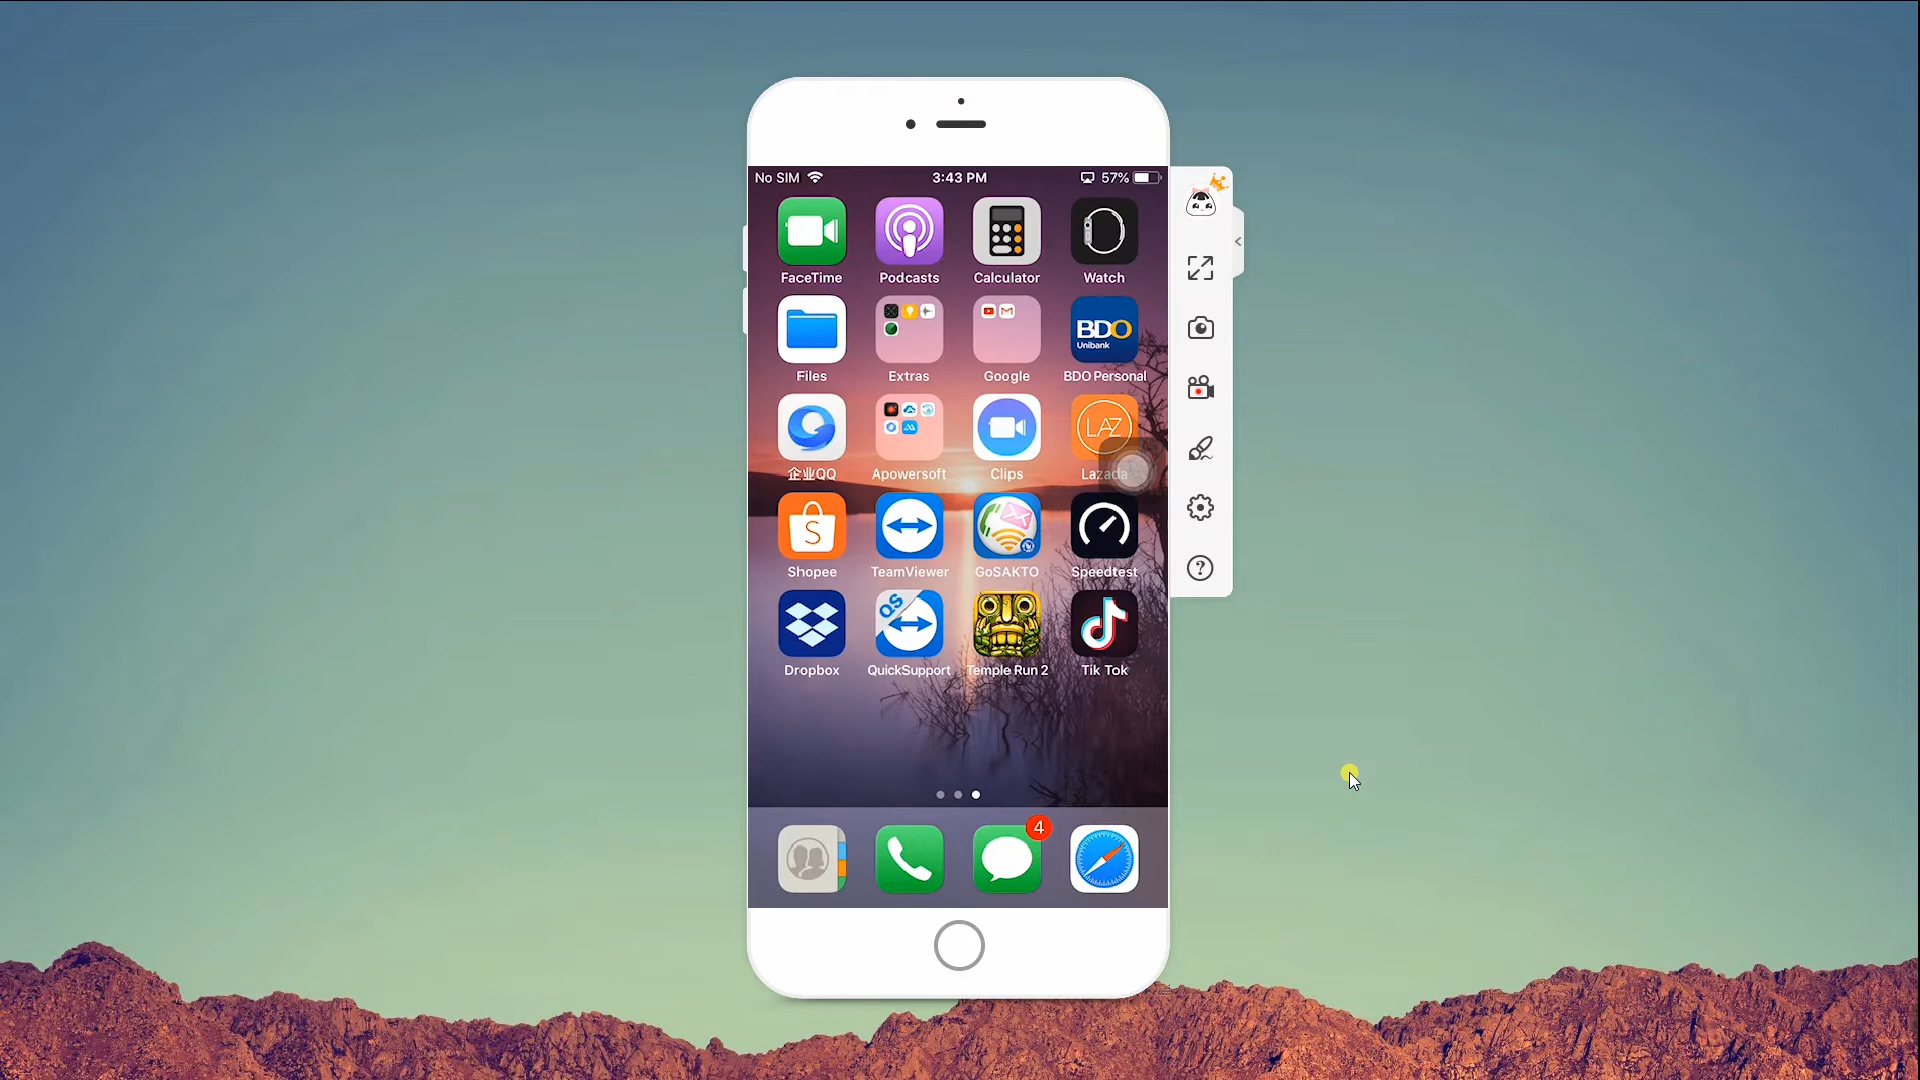 No SIM 3:43 PM 57%
FaceTime Podcasts Calculator Watch
BDO
Unibank
Files Extras Google BDO Personal
LAZ
企业QQ Apowersoft Clips Lazada
S
Shopee TeamViewer GoSAKTO Speedtest
QS
Dropbox QuickSupport Temple Run 2 Tik Tok
4